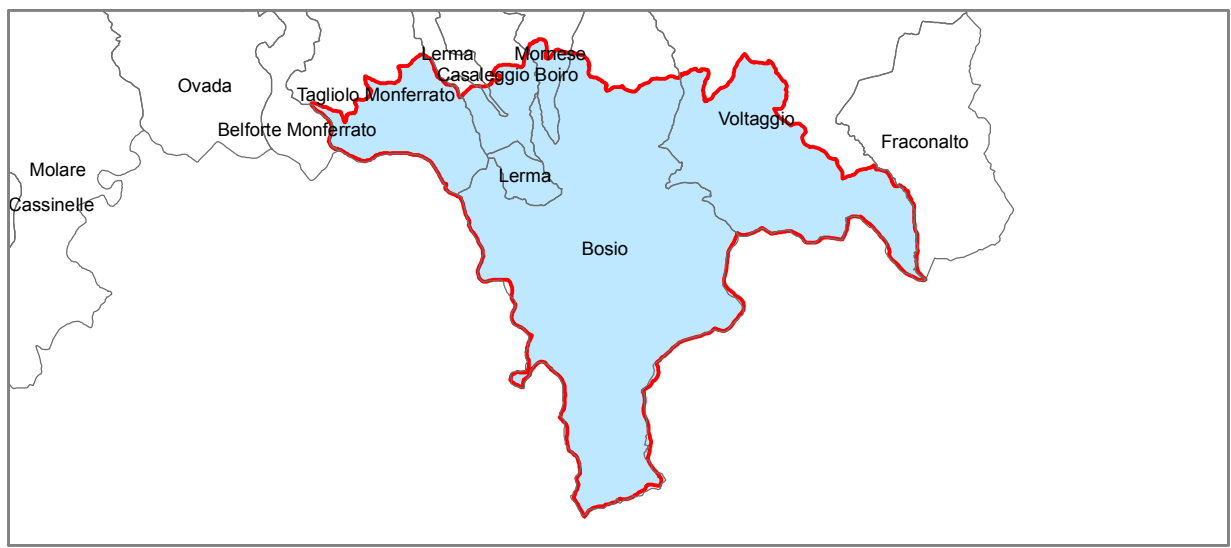 Lerma
Mornese
Casaleggio Boiro
Ovada
Tagliolo Monferrato
Voltaggio
Belforte Monferrato
Fraconalto
Molare
Lerma
Cassinelle
Bosio